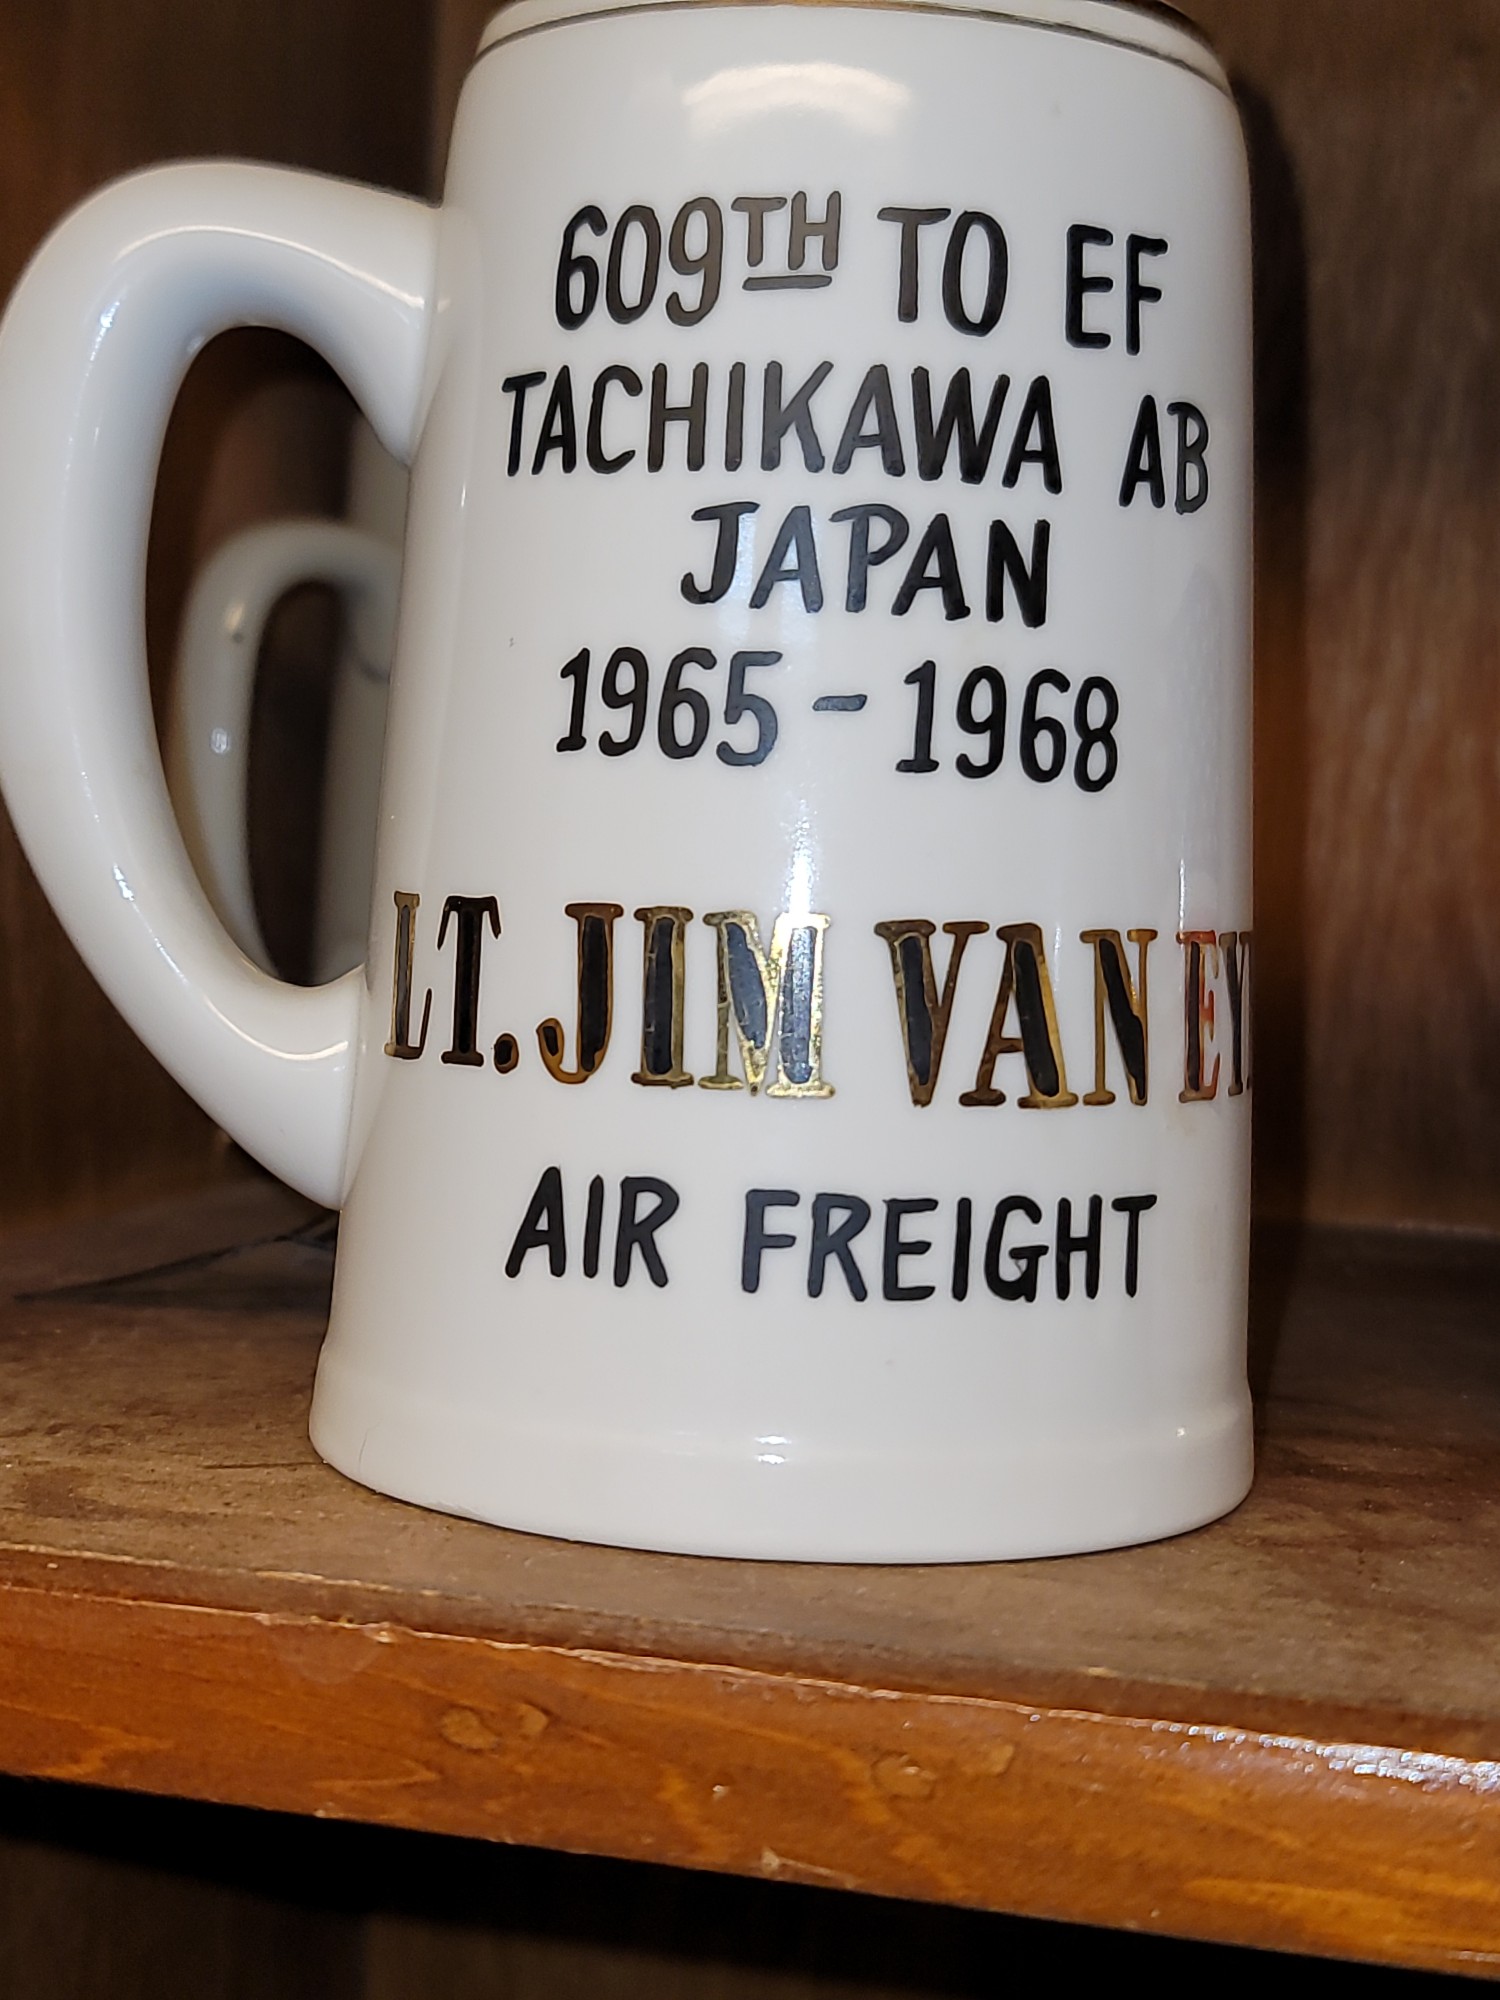 609TH TO EF
TACHIKAWA AB
JAPAN
1965-1968
LT. JIM VAN
AIR FREIGHT